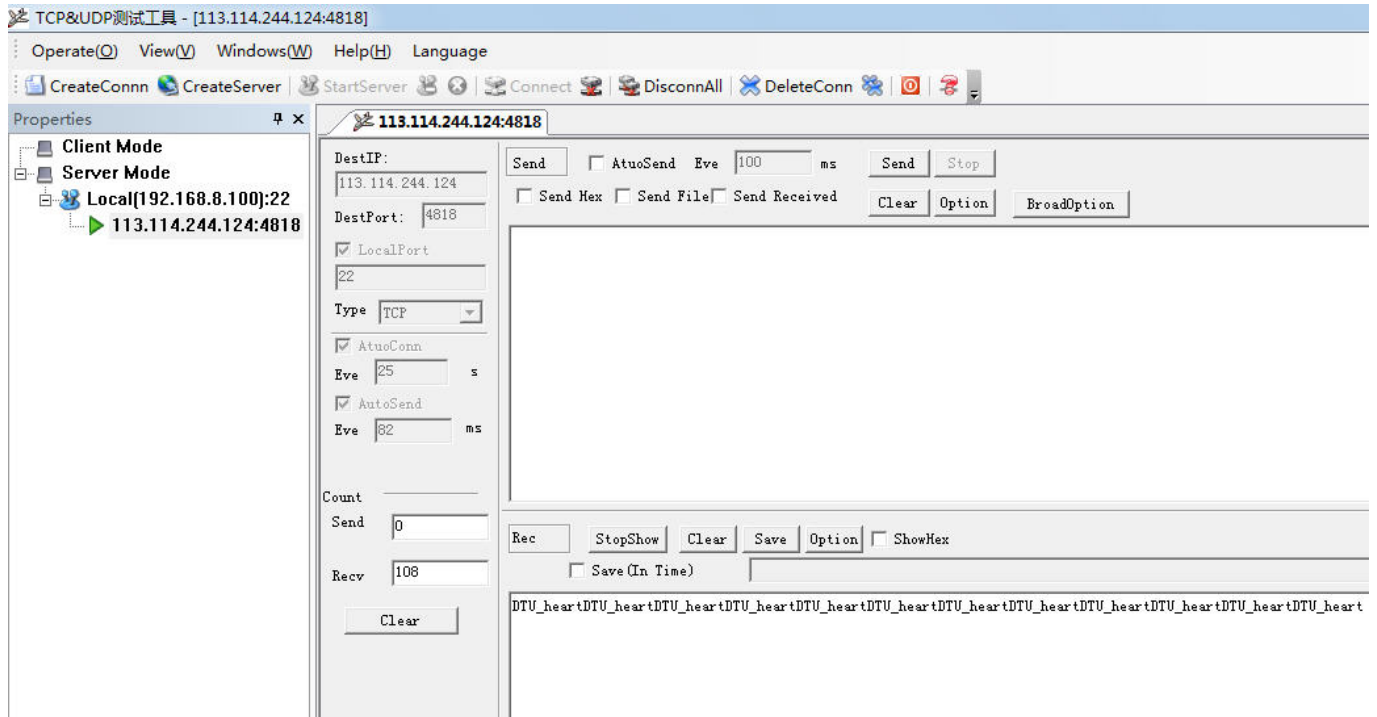 TCP&UDP测试工具 - [113.114.244.124:4818]
Operate(O) View(V) Windows(W) Help(H) Language
CreateConnn CreateServer StartServer Connect DisconnAll DeleteConn
Properties
Client Mode
Server Mode
Local(192.168.8.100):22
113.114.244.124:4818
113.114.244.124:4818
DestIP:
113.114.244.124
DestPort: 4818
LocalPort
22
Type TCP
AtuoConn
Eve 25 s
AutoSend
Eve 82 ms
Count
Send 0
Recv 108
Clear
Send AtuoSend Eve 100 ms Send Stop
Send Hex Send File Send Received Clear Option BroadOption
Rec StopShow Clear Save Option ShowHex
Save(In Time)
DTU_heartDTU_heartDTU_heartDTU_heartDTU_heartDTU_heartDTU_heartDTU_heartDTU_heartDTU_heartDTU_heartDTU_heart